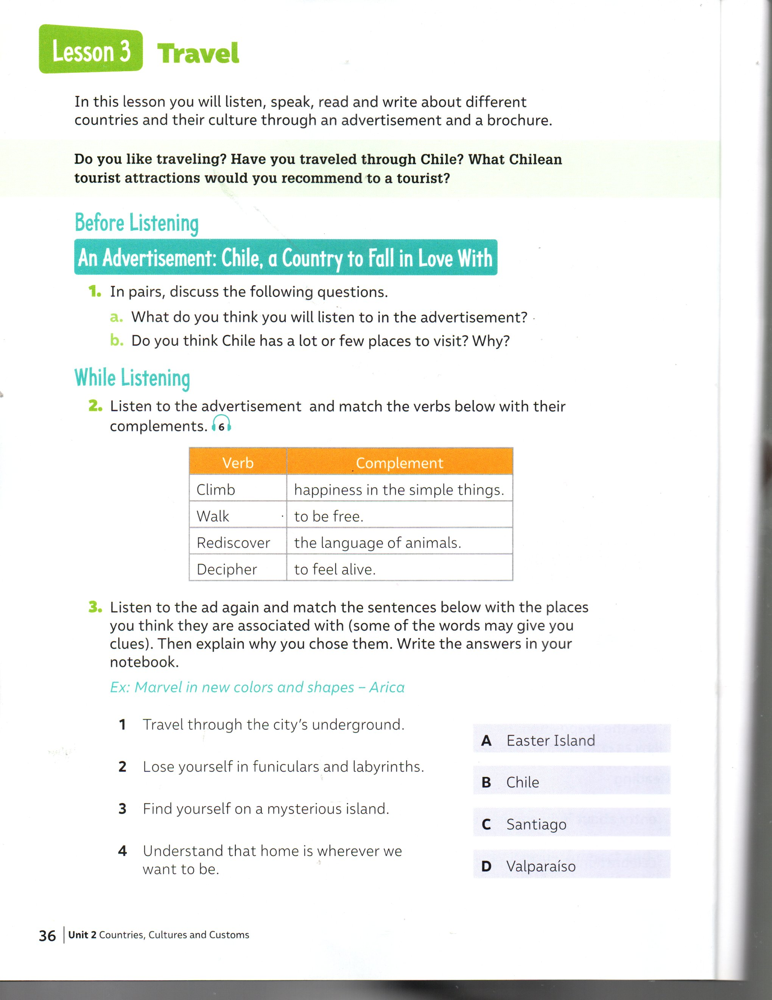 Lesson 3 Travel
In this lesson you will listen, speak, read and write about different
countries and their culture through an advertisement and a brochure.
Do you like traveling? Have you traveled through Chile? What Chilean
tourist attractions would you recommend to a tourist?
Before Listening
An Advertisement: Chile, a Country to Fall in Love With
1. In pairs, discuss the following questions.
a. What do you think you will listen to in the advertisement?
b. Do you think Chile has a lot or few places to visit? Why?
While Listening
2. Listen to the advertisement and match the verbs below with their
complements. 6
Verb Complement
Climb happiness in the simple things.
Walk to be free.
Rediscover the language of animals.
Decipher to feel alive.
3. Listen to the ad again and match the sentences below with the places
you think they are associated with (some of the words may give you
clues). Then explain why you chose them. Write the answers in your
notebook.
Ex: Marvel in new colors and shapes – Arica
1 Travel through the city's underground.
2 Lose yourself in funiculars and labyrinths.
3 Find yourself on a mysterious island.
4 Understand that home is wherever we
want to be.
A Easter Island
B Chile
C Santiago
D Valparaíso
36 Unit 2 Countries, Cultures and Customs